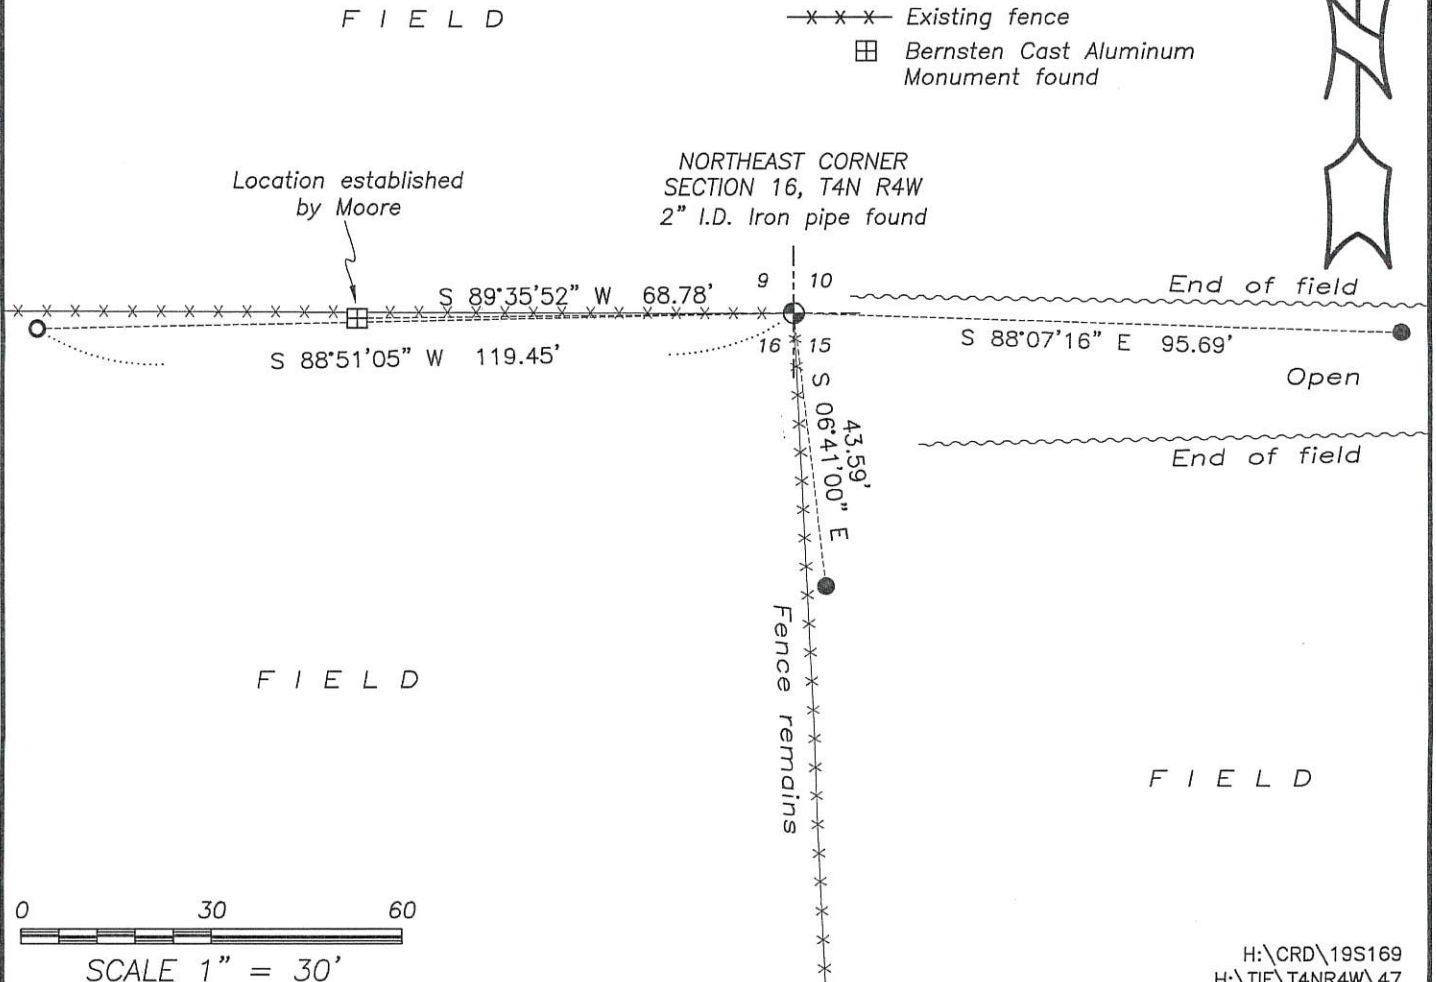 F I E L D
Existing fence
Bernsten Cast Aluminum
Monument found
Location established
by Moore
NORTHEAST CORNER
SECTION 16, T4N R4W
2" I.D. Iron pipe found
9 10
S 89°35'52" W 68.78'
End of field
16 15
S 88°51'05" W 119.45'
S 88°07'16" E 95.69'
Open
43.59'
S 06°41'00" E
End of field
Fence remains
F I E L D
F I E L D
0 30 60
SCALE 1" = 30'
H:\CRD\19S169
H:\TIF\T4NR4W\47